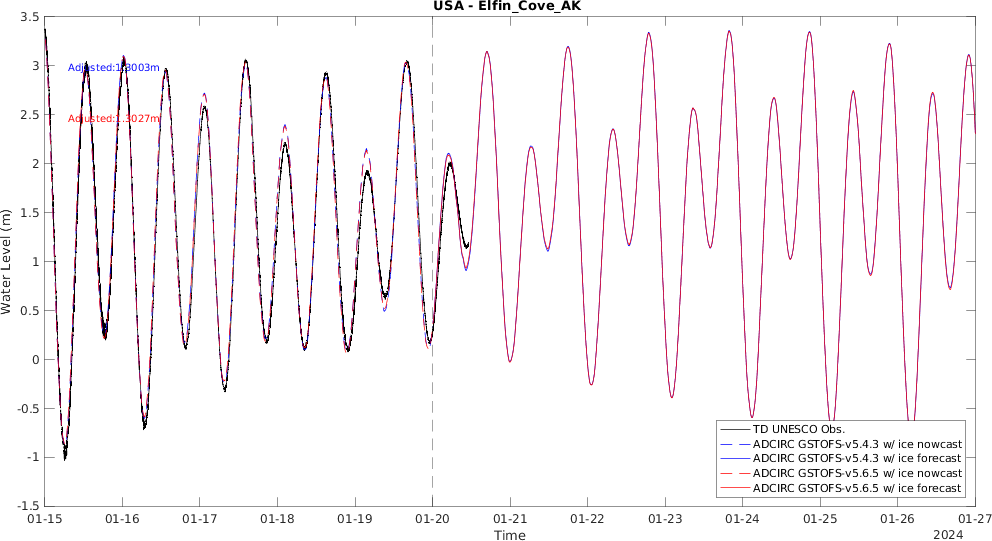 USA - Elfin_Cove_AK
3.5
3
2.5
2
1.5
1
0.5
0
-0.5
-1
-1.5
Water Level (m)
Adjusted:1.3003m
Adjusted:1.3027m
TD UNESCO Obs.
ADCIRC GSTOFS-v5.4.3 w/ ice nowcast
ADCIRC GSTOFS-v5.4.3 w/ ice forecast
ADCIRC GSTOFS-v5.6.5 w/ ice nowcast
ADCIRC GSTOFS-v5.6.5 w/ ice forecast
01-15 01-16 01-17 01-18 01-19 01-20 01-21 01-22 01-23 01-24 01-25 01-26 01-27
Time
2024